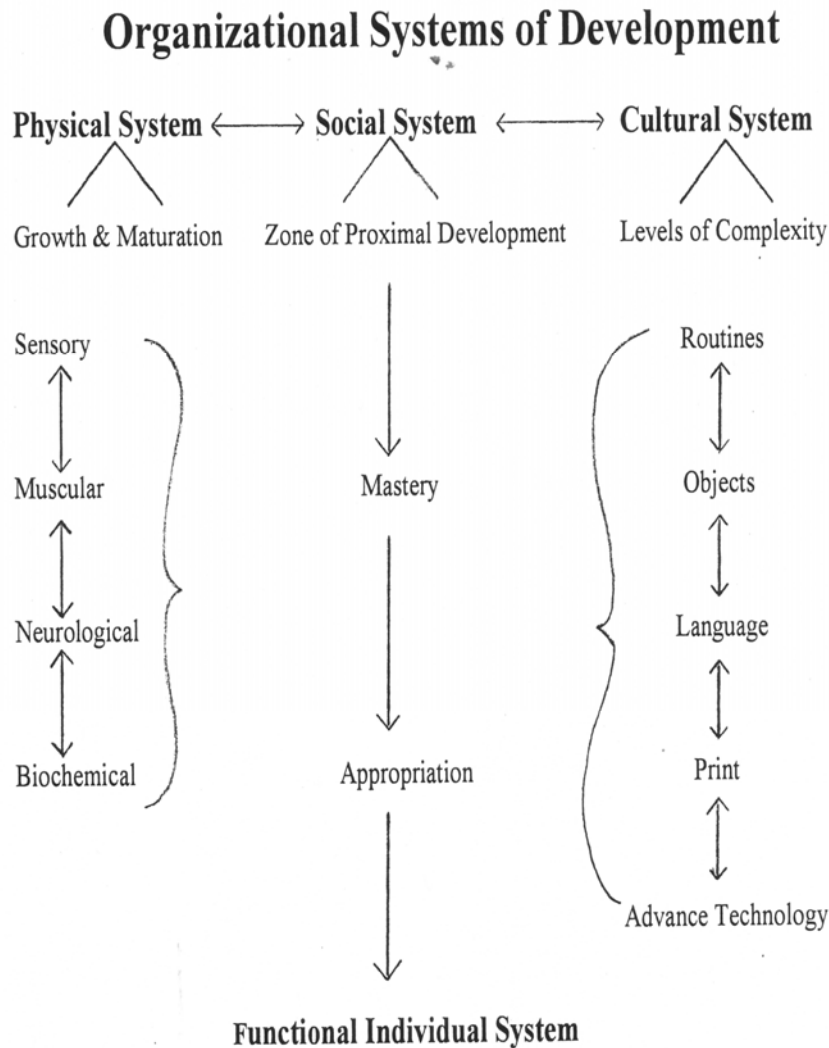 Organizational Systems of Development
Physical System Social System Cultural System
Growth & Maturation Zone of Proximal Development Levels of Complexity
Sensory Routines
Muscular Mastery Objects
Neurological Language
Biochemical Appropriation Print
Advance Technology
Functional Individual System